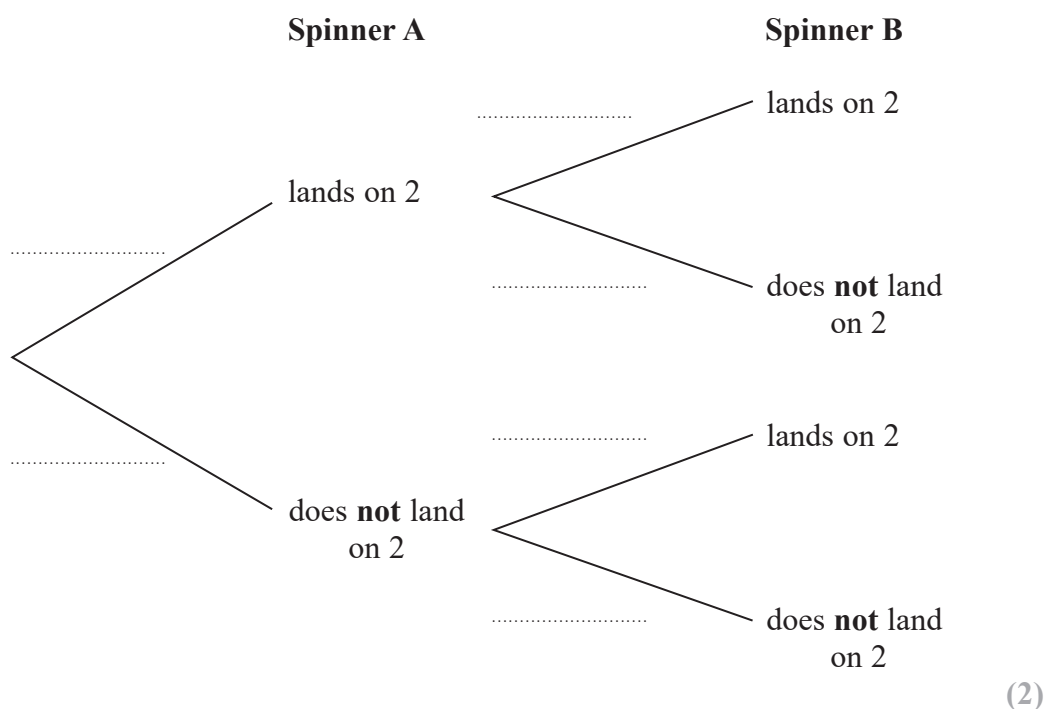 Spinner A
Spinner B
lands on 2
lands on 2
does not land
on 2
does not land
on 2
lands on 2
does not land
on 2
(2)